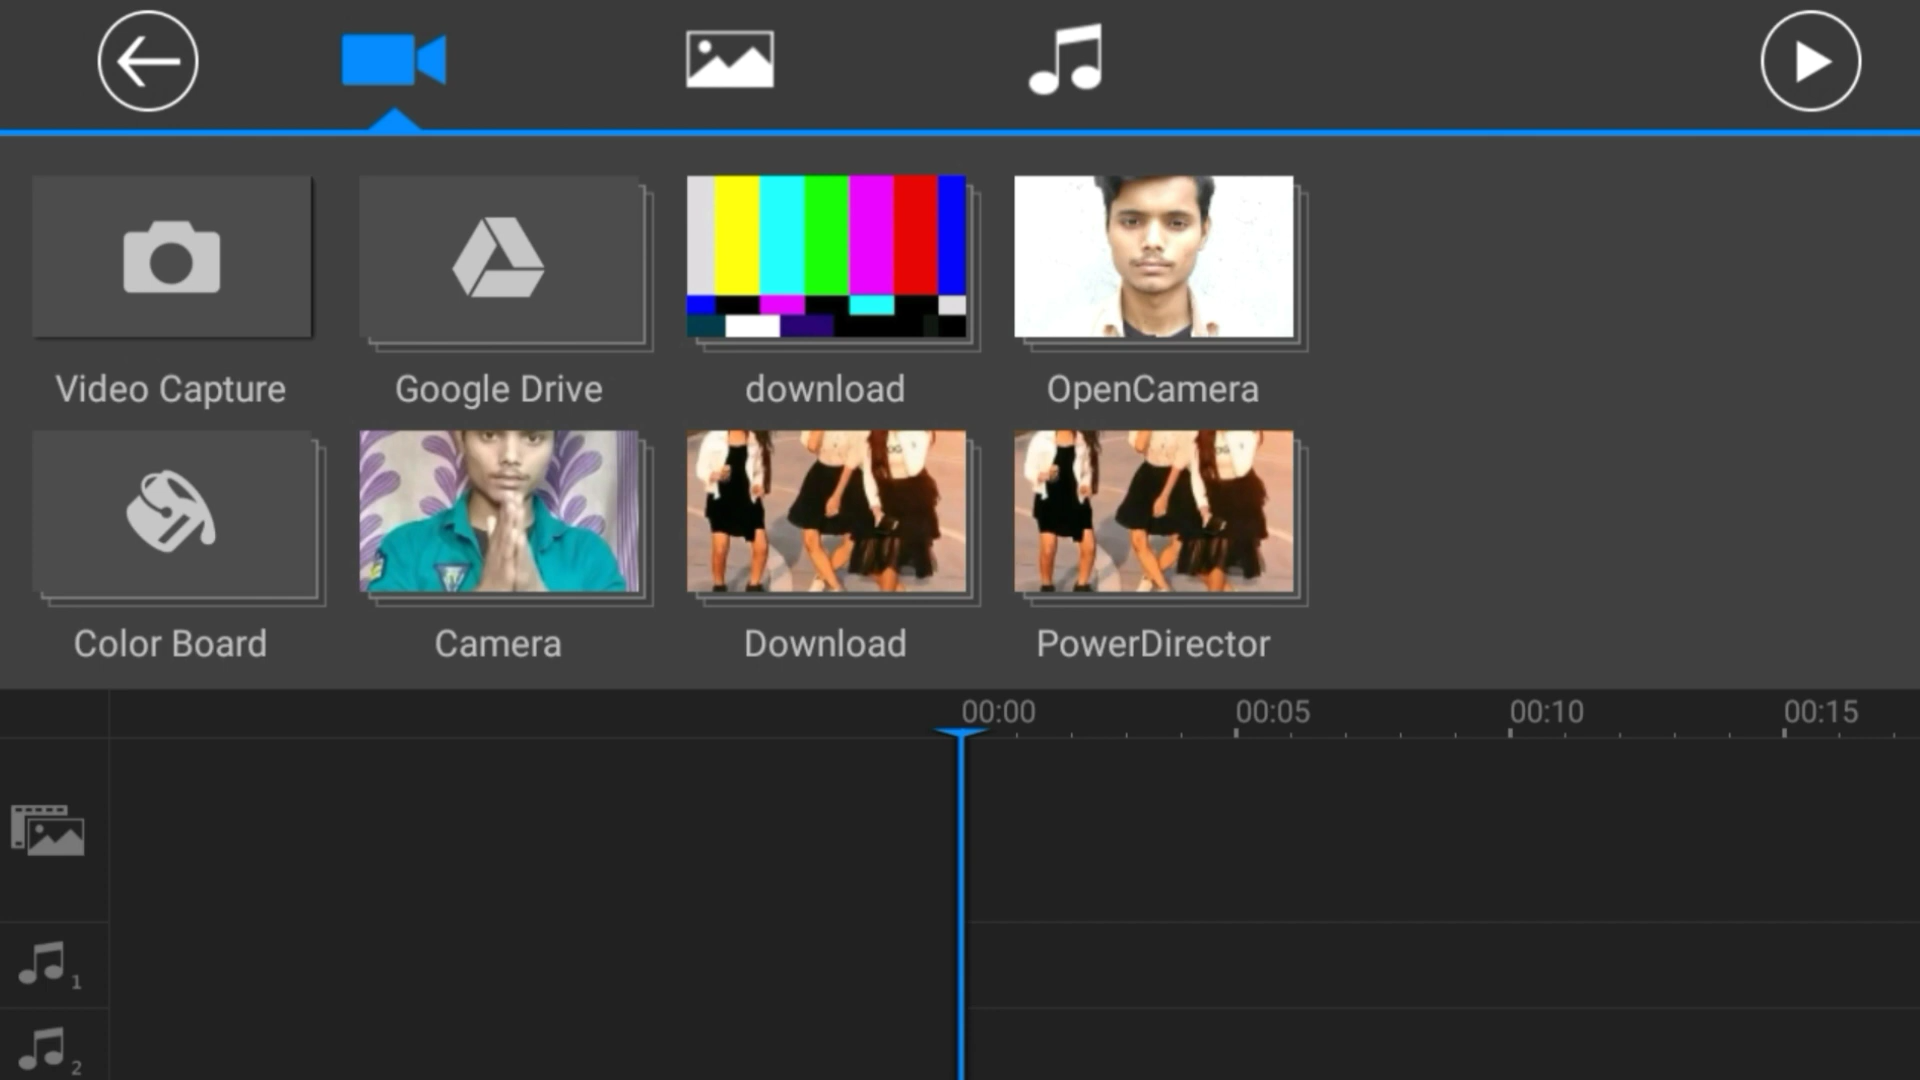 Video Capture
Google Drive
download
OpenCamera
Color Board
Camera
Download
PowerDirector
00:00
00:05
00:10
00:15
1
2